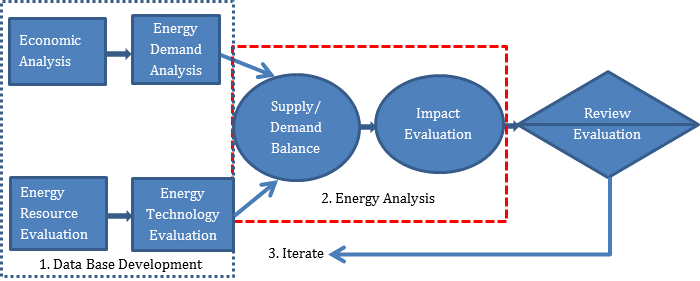 Economic
Analysis
Energy
Demand
Analysis
Supply/
Demand
Balance
Impact
Evaluation
Review
Evaluation
Energy
Resource
Evaluation
Energy
Technology
Evaluation
2. Energy Analysis
3. Iterate
1. Data Base Development